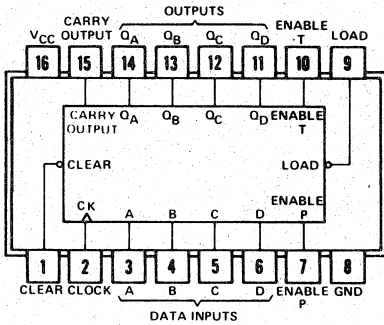 OUTPUTS
VCC
CARRY OUTPUT
QA QB QC QD
ENABLE T
LOAD
16 15 14 13 12 11 10 9
CARRY OUTPUT
QA QB QC QD
ENABLE T
CLEAR
LOAD
CK
A B C D
ENABLE P
1 2 3 4 5 6 7 8
CLEAR CLOCK A B C D ENABLE P GND
DATA INPUTS